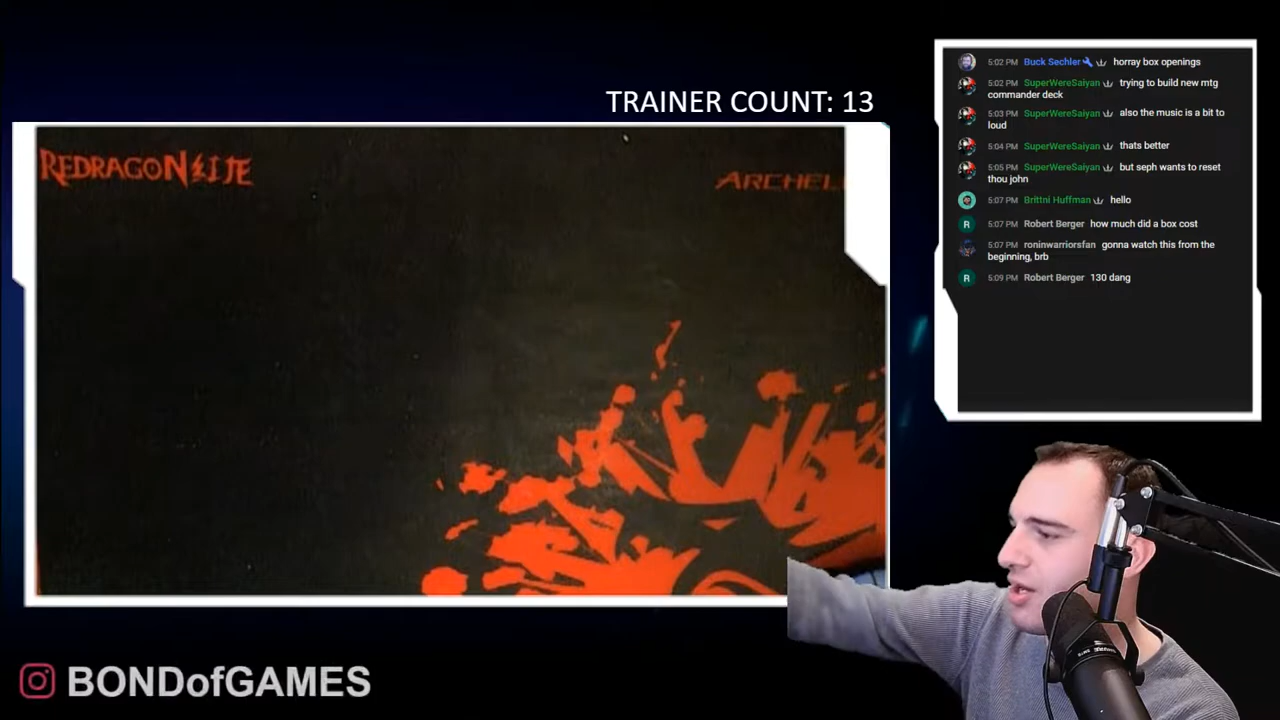 TRAINER COUNT: 13
REDRAGON
ARCHEL
5:02 PM Buck Sechler horray box openings
5:02 PM SuperWereSaiyan trying to build new mtg
commander deck
5:03 PM SuperWereSaiyan also the music is a bit to
loud
5:04 PM SuperWereSaiyan thats better
5:05 PM SuperWereSaiyan but seph wants to reset
thou john
5:07 PM Brittni Huffman hello
R 5:07 PM Robert Berger how much did a box cost
5:07 PM roninwarriorsfan gonna watch this from the
beginning, brb
R 5:09 PM Robert Berger 130 dang
BONDofGAMES